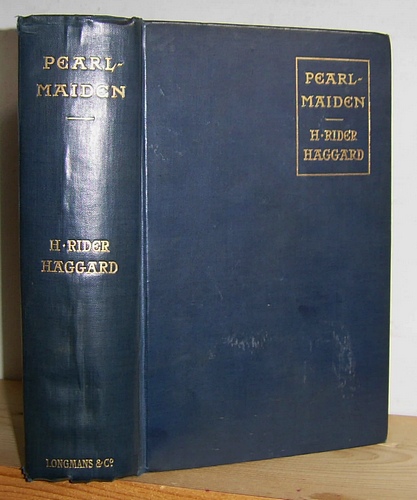 PEARL-
MAIDEN
H·RIDER
HAGGARD
LONGMANS & Co.
PEARL-
MAIDEN
H·RIDER
HAGGARD